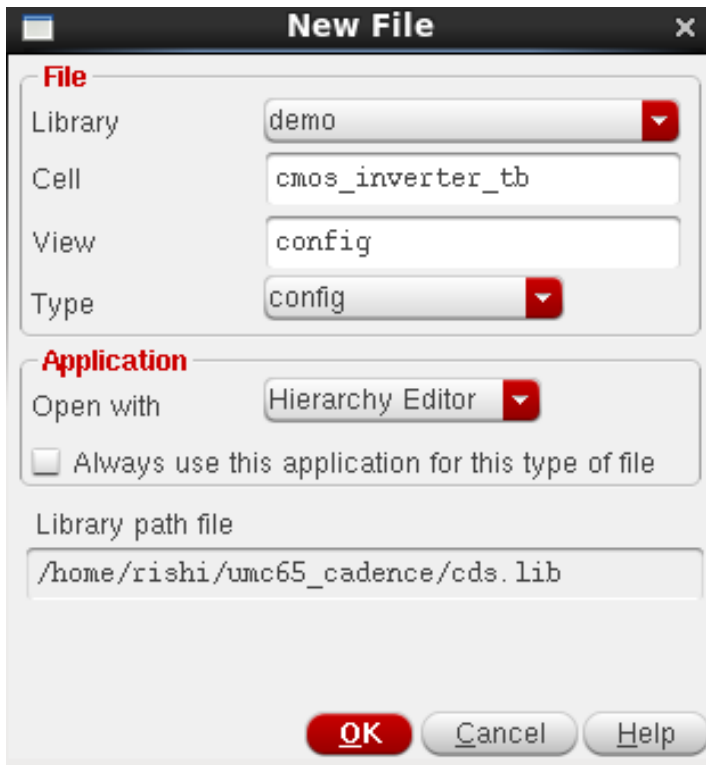 New File
File
Library demo
Cell cmos_inverter_tb
View config
Type config
Application
Open with Hierarchy Editor
Always use this application for this type of file
Library path file
/home/rishi/umc65_cadence/cds.lib
OK Cancel Help